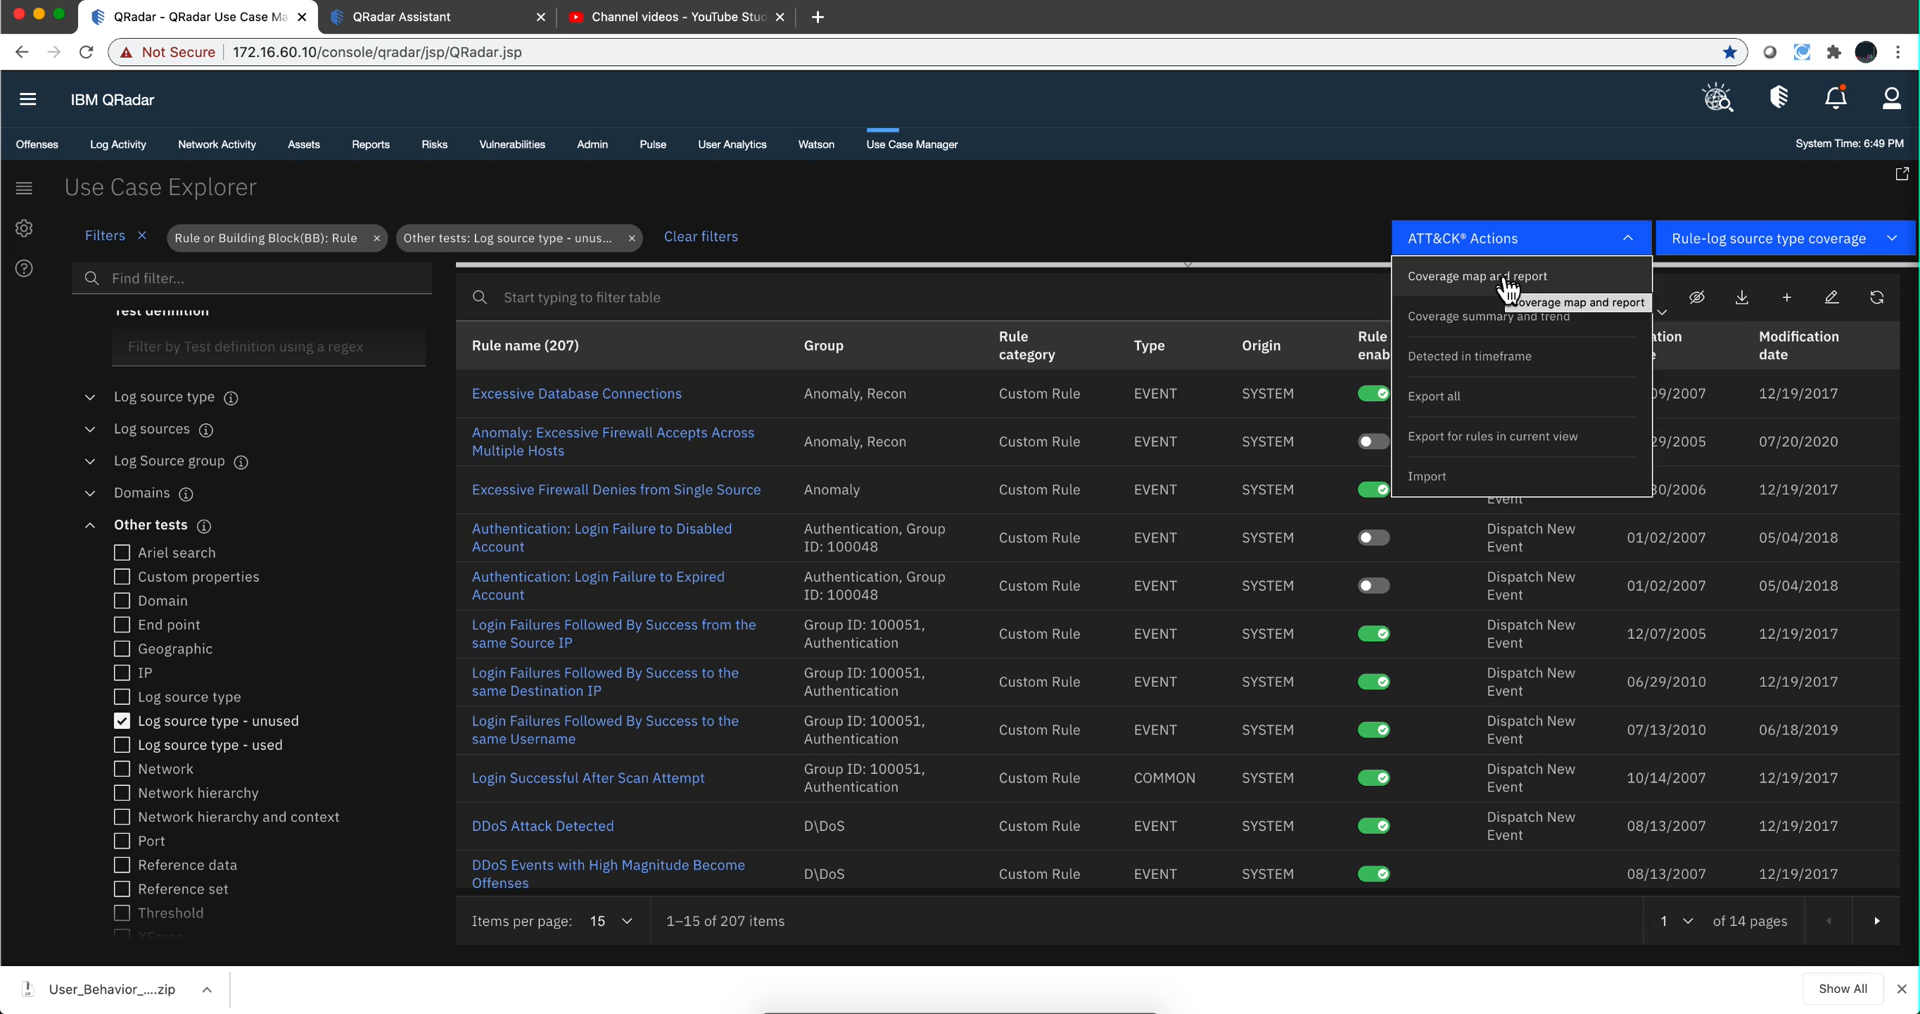 QRadar - QRadar Use Case Ma
QRadar Assistant
Channel videos - YouTube Stud
Not Secure
172.16.60.10/console/qradar/jsp/QRadar.jsp
IBM QRadar
Offenses Log Activity Network Activity Assets Reports Risks Vulnerabilities Admin Pulse User Analytics Watson Use Case Manager System Time: 6:49 PM
Use Case Explorer
Filters × Rule or Building Block(BB): Rule × Other tests: Log source type - unus... × Clear filters
ATT&CK® Actions
Rule-log source type coverage
Find filter...
Test definition
Filter by Test definition using a regex
Log source type
Log sources
Log Source group
Domains
Other tests
Ariel search
Custom properties
Domain
End point
Geographic
IP
Log source type
Log source type - unused
Log source type - used
Network
Network hierarchy
Network hierarchy and context
Port
Reference data
Reference set
Threshold
XForce
Coverage map and report
overage map and report
Coverage summary and trend
Detected in timeframe
Export all
Export for rules in current view
Import
Start typing to filter table
Rule name (207) Group Rule category Type Origin Rule enab ation Modification date
Excessive Database Connections Anomaly, Recon Custom Rule EVENT SYSTEM 09/2007 12/19/2017
Anomaly: Excessive Firewall Accepts Across Multiple Hosts Anomaly, Recon Custom Rule EVENT SYSTEM 29/2005 07/20/2020
Excessive Firewall Denies from Single Source Anomaly Custom Rule EVENT SYSTEM Event 30/2006 12/19/2017
Authentication: Login Failure to Disabled Account Authentication, Group ID: 100048 Custom Rule EVENT SYSTEM Dispatch New Event 01/02/2007 05/04/2018
Authentication: Login Failure to Expired Account Authentication, Group ID: 100048 Custom Rule EVENT SYSTEM Dispatch New Event 01/02/2007 05/04/2018
Login Failures Followed By Success from the same Source IP Group ID: 100051, Authentication Custom Rule EVENT SYSTEM Dispatch New Event 12/07/2005 12/19/2017
Login Failures Followed By Success to the same Destination IP Group ID: 100051, Authentication Custom Rule EVENT SYSTEM Dispatch New Event 06/29/2010 12/19/2017
Login Failures Followed By Success to the same Username Group ID: 100051, Authentication Custom Rule EVENT SYSTEM Dispatch New Event 07/13/2010 06/18/2019
Login Successful After Scan Attempt Group ID: 100051, Authentication Custom Rule COMMON SYSTEM Dispatch New Event 10/14/2007 12/19/2017
DDoS Attack Detected D\DoS Custom Rule EVENT SYSTEM Dispatch New Event 08/13/2007 12/19/2017
DDoS Events with High Magnitude Become Offenses D\DoS Custom Rule EVENT SYSTEM 08/13/2007 12/19/2017
Items per page: 15 1–15 of 207 items 1 of 14 pages
User_Behavior_....zip
Show All